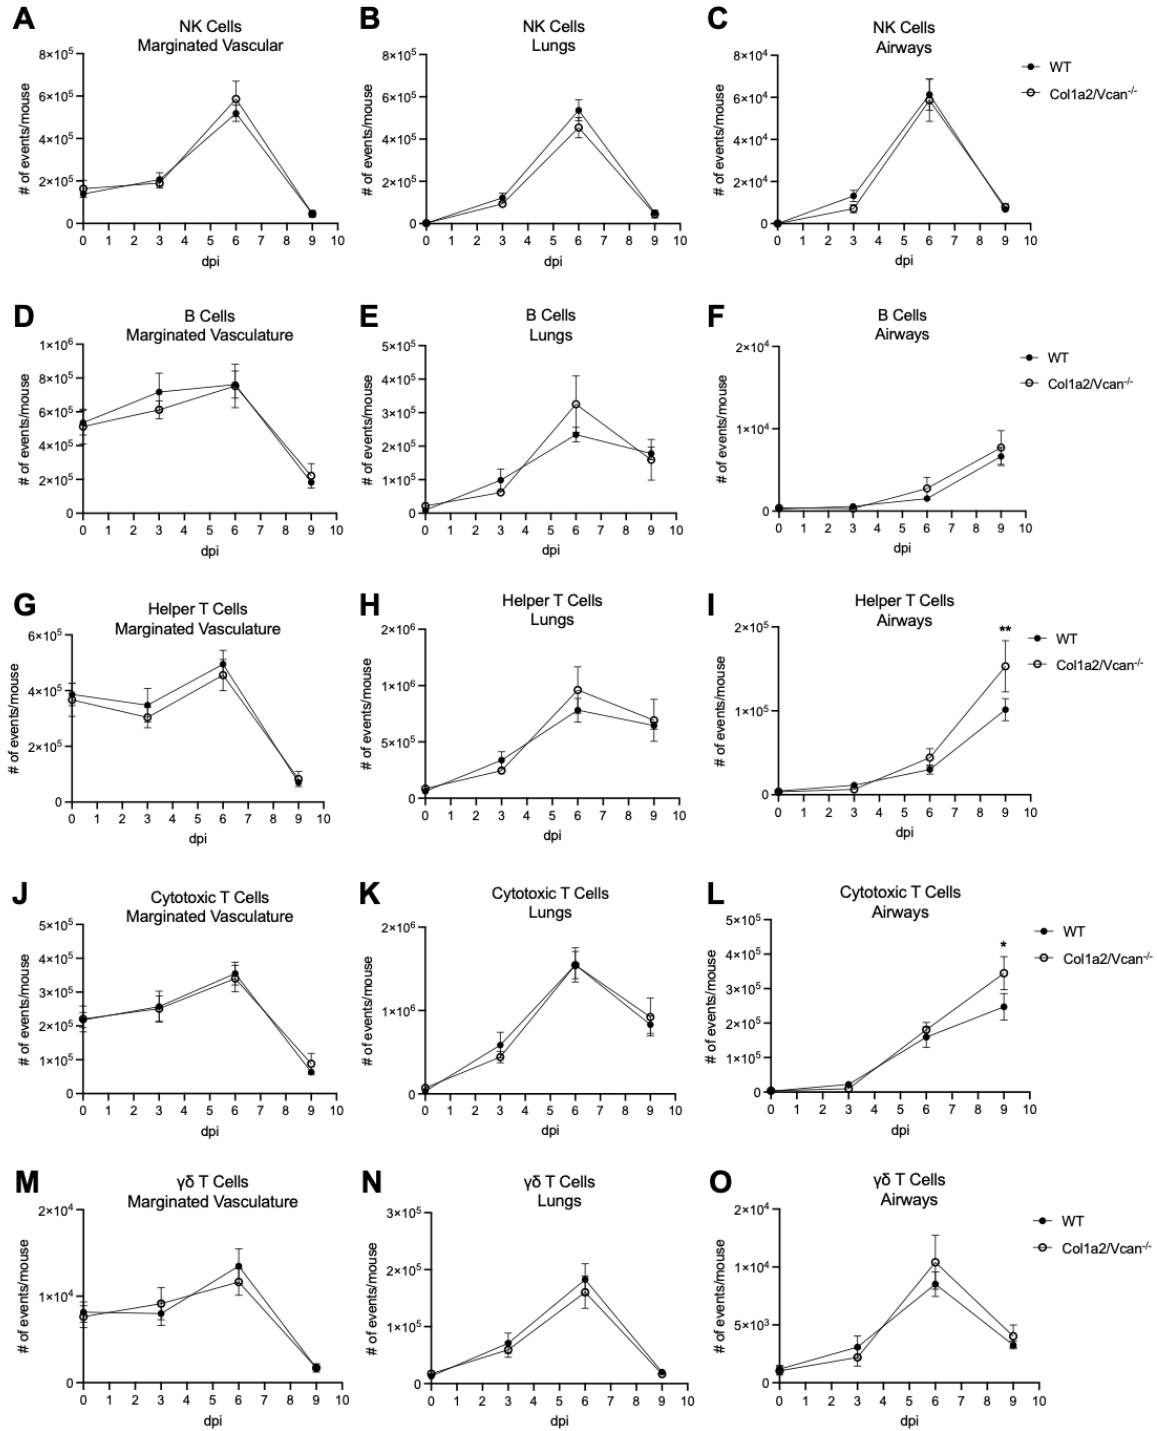 A
NK Cells
Marginated Vascular
8×10⁵
6×10⁵
4×10⁵
2×10⁵
0
# of events/mouse
0 1 2 3 4 5 6 7 8 9 10
dpi
B
NK Cells
Lungs
8×10⁵
6×10⁵
4×10⁵
2×10⁵
0
# of events/mouse
0 1 2 3 4 5 6 7 8 9 10
dpi
C
NK Cells
Airways
8×10⁴
6×10⁴
4×10⁴
2×10⁴
0
# of events/mouse
0 1 2 3 4 5 6 7 8 9 10
dpi
WT
Col1a2/Vcan⁻/⁻
D
B Cells
Marginated Vasculature
1×10⁶
8×10⁵
6×10⁵
4×10⁵
2×10⁵
0
# of events/mouse
0 1 2 3 4 5 6 7 8 9 10
dpi
E
B Cells
Lungs
5×10⁵
4×10⁵
3×10⁵
2×10⁵
1×10⁵
0
# of events/mouse
0 1 2 3 4 5 6 7 8 9 10
dpi
F
B Cells
Airways
2×10⁴
1×10⁴
0
# of events/mouse
0 1 2 3 4 5 6 7 8 9 10
dpi
WT
Col1a2/Vcan⁻/⁻
G
Helper T Cells
Marginated Vasculature
6×10⁵
4×10⁵
2×10⁵
0
# of events/mouse
0 1 2 3 4 5 6 7 8 9 10
dpi
H
Helper T Cells
Lungs
2×10⁶
1×10⁶
5×10⁵
0
# of events/mouse
0 1 2 3 4 5 6 7 8 9 10
dpi
I
Helper T Cells
Airways
2×10⁵
1×10⁵
0
# of events/mouse
**
0 1 2 3 4 5 6 7 8 9 10
dpi
WT
Col1a2/Vcan⁻/⁻
J
Cytotoxic T Cells
Marginated Vasculature
5×10⁵
4×10⁵
3×10⁵
2×10⁵
1×10⁵
0
# of events/mouse
0 1 2 3 4 5 6 7 8 9 10
dpi
K
Cytotoxic T Cells
Lungs
2×10⁶
1×10⁶
0
# of events/mouse
0 1 2 3 4 5 6 7 8 9 10
dpi
L
Cytotoxic T Cells
Airways
5×10⁵
4×10⁵
3×10⁵
2×10⁵
1×10⁵
0
# of events/mouse
*
0 1 2 3 4 5 6 7 8 9 10
dpi
WT
Col1a2/Vcan⁻/⁻
M
γδ T Cells
Marginated Vasculature
2×10⁴
1×10⁴
0
# of events/mouse
0 1 2 3 4 5 6 7 8 9 10
dpi
N
γδ T Cells
Lungs
3×10⁵
2×10⁵
1×10⁵
0
# of events/mouse
0 1 2 3 4 5 6 7 8 9 10
dpi
O
γδ T Cells
Airways
2×10⁴
1×10⁴
5×10³
0
# of events/mouse
0 1 2 3 4 5 6 7 8 9 10
dpi
WT
Col1a2/Vcan⁻/⁻